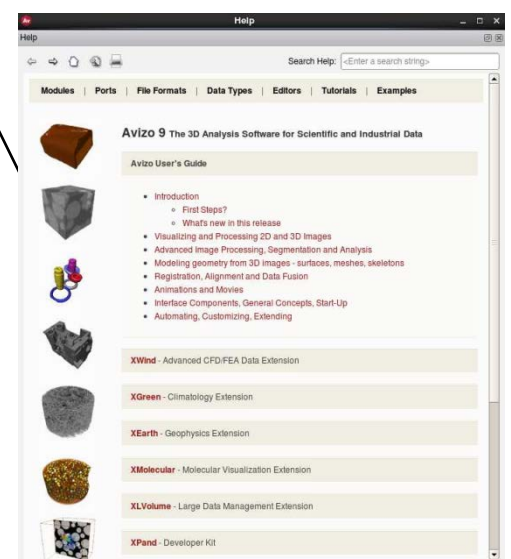 Help
Help
Search Help: <Enter a search string>
Modules | Ports | File Formats | Data Types | Editors | Tutorials | Examples
Avizo 9 The 3D Analysis Software for Scientific and Industrial Data
Avizo User's Guide
Introduction
First Steps?
What's new in this release
Visualizing and Processing 2D and 3D Images
Advanced Image Processing, Segmentation and Analysis
Modeling geometry from 3D images - surfaces, meshes, skeletons
Registration, Alignment and Data Fusion
Animations and Movies
Interface Components, General Concepts, Start-Up
Automating, Customizing, Extending
XWind - Advanced CFD/FEA Data Extension
XGreen - Climatology Extension
XEarth - Geophysics Extension
XMolecular - Molecular Visualization Extension
XLVolume - Large Data Management Extension
XPand - Developer Kit